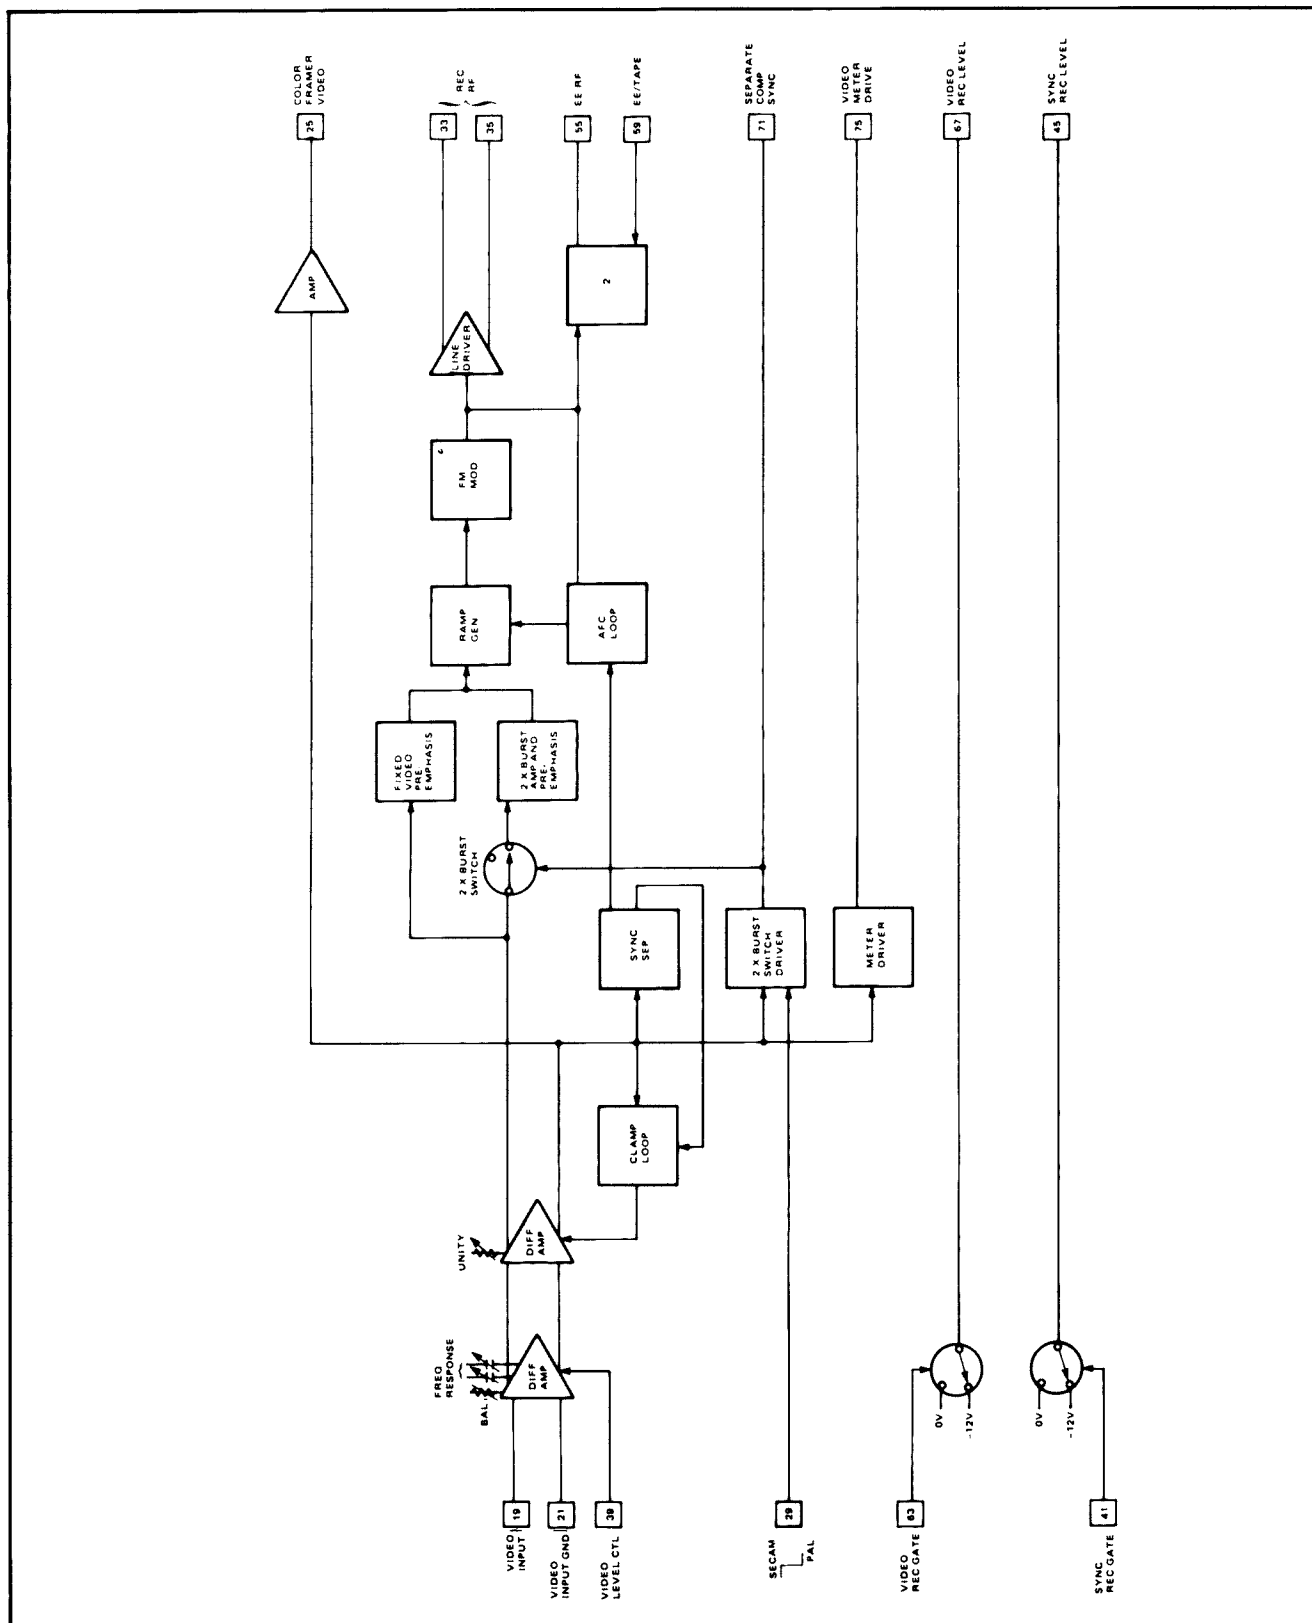 VIDEO
INPUT
19
VIDEO
INPUT GND
21
VIDEO
LEVEL CTL
39
SECAM
PAL
29
VIDEO
REC GATE
63
SYNC
REC GATE
41
BAL
FREQ
RESPONSE
DIFF
AMP
UNITY
DIFF
AMP
CLAMP
LOOP
0V
-12V
0V
-12V
2 X BURST
SWITCH
SYNC
SEP
2 X BURST
SWITCH
DRIVER
METER
DRIVER
FIXED
VIDEO
PRE-
EMPHASIS
2 X BURST
AMP AND
PRE-
EMPHASIS
RAMP
GEN
AFC
LOOP
FM
MOD
LINE
DRIVER
2
AMP
25
COLOR
FRAMER
VIDEO
33
35
REC
RF
55
EE RF
59
EE/TAPE
71
SEPARATE
COMP
SYNC
75
VIDEO
METER
DRIVE
67
VIDEO
REC LEVEL
45
SYNC
REC LEVEL